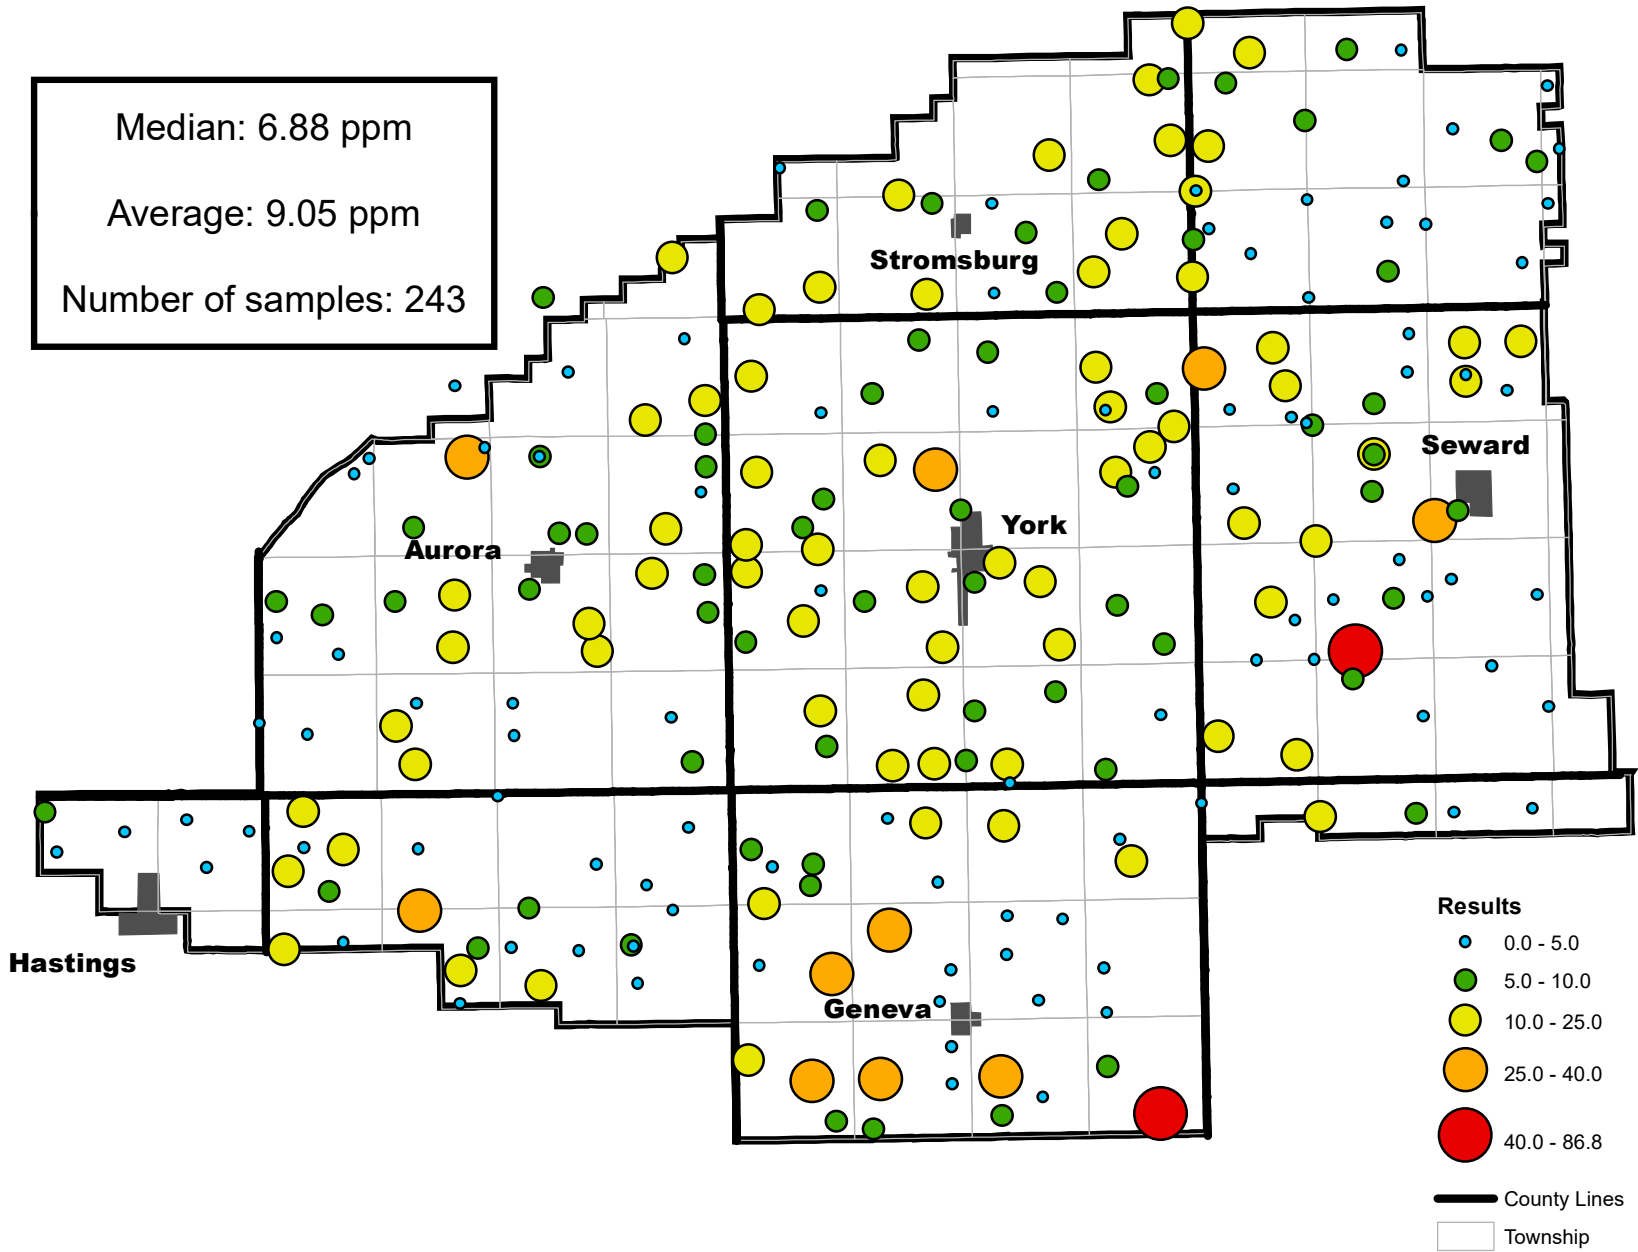 Median: 6.88 ppm
Average: 9.05 ppm
Number of samples: 243
Stromsburg
Seward
York
Aurora
Hastings
Geneva
Results
0.0 - 5.0
5.0 - 10.0
10.0 - 25.0
25.0 - 40.0
40.0 - 86.8
County Lines
Township